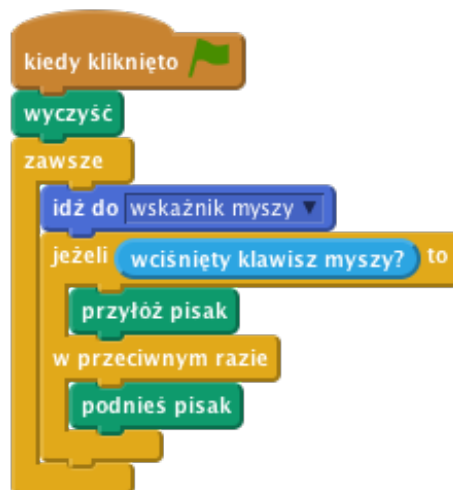 kiedy kliknięto
wyczyść
zawsze
idź do wskaźnik myszy
jeżeli wciśnięty klawisz myszy? to
przyłóż pisak
w przeciwnym razie
podnieś pisak